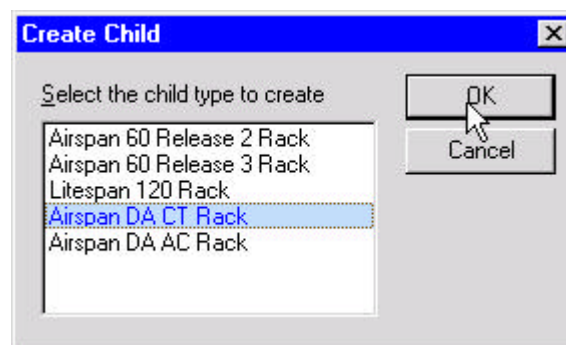 Create Child
Select the child type to create
OK
Cancel
Airspan 60 Release 2 Rack
Airspan 60 Release 3 Rack
Litespan 120 Rack
Airspan DA CT Rack
Airspan DA AC Rack